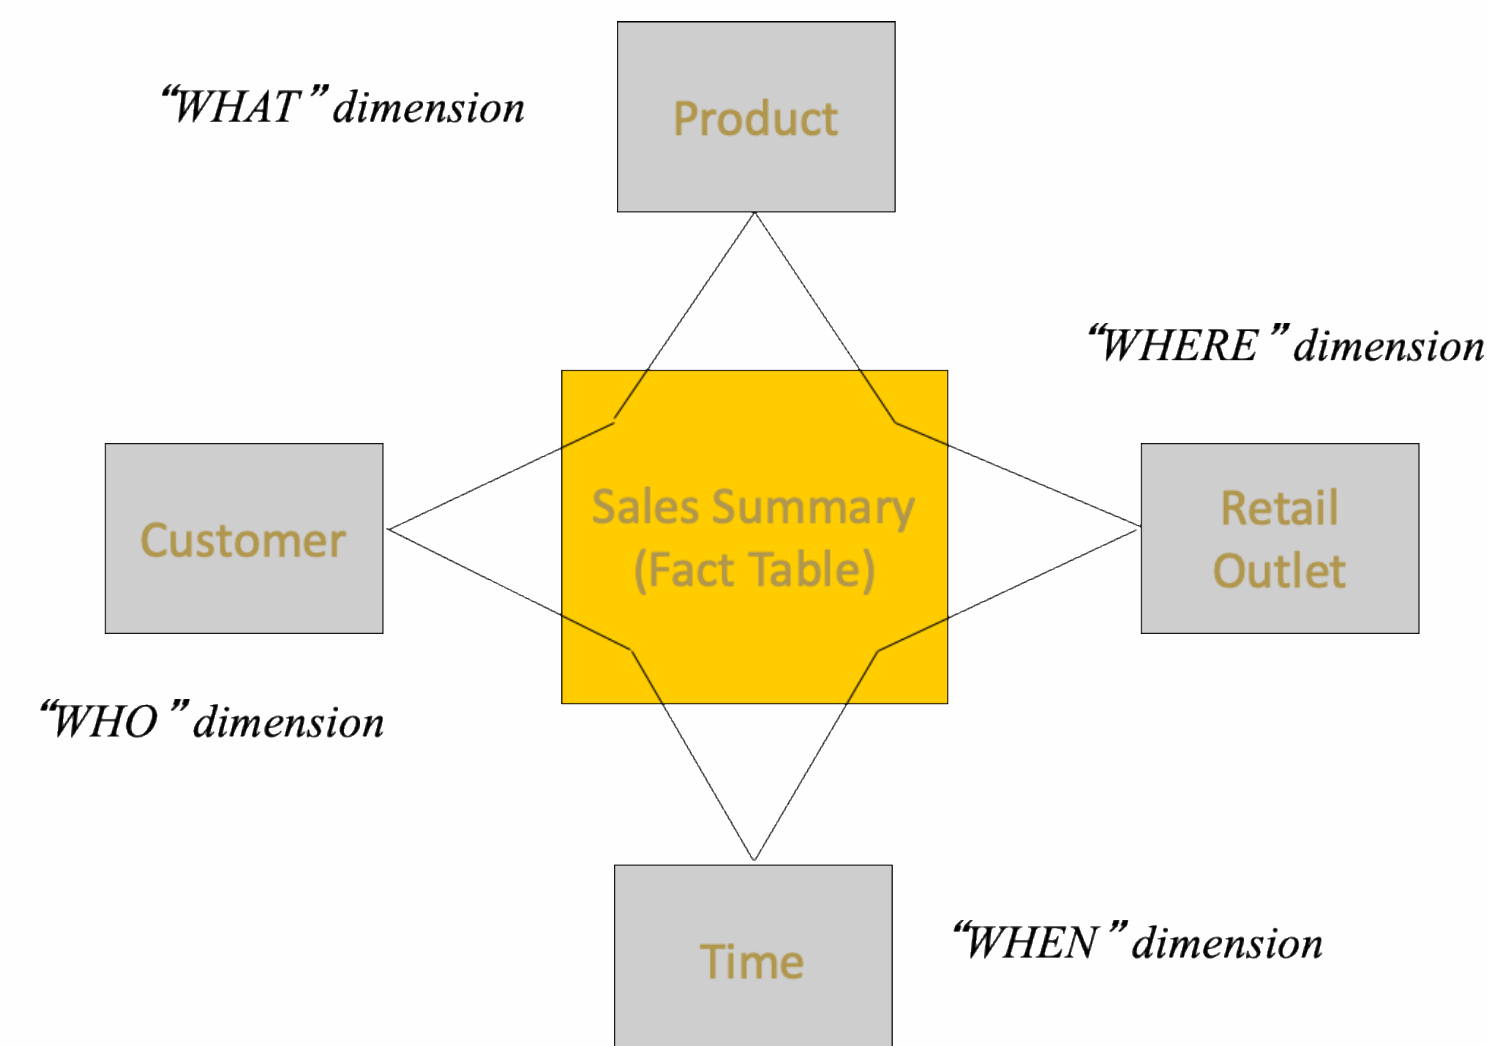 “WHAT” dimension
Product
“WHERE” dimension
Customer
Sales Summary
(Fact Table)
Retail
Outlet
“WHO” dimension
Time
“WHEN” dimension